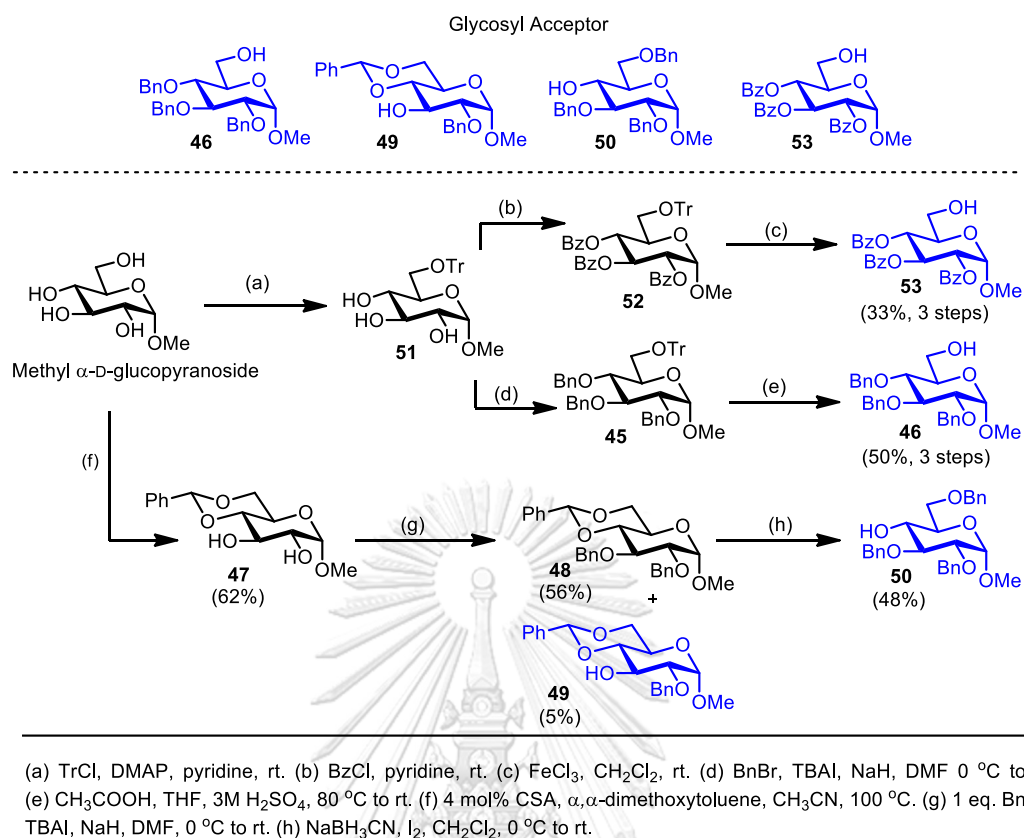 Glycosyl Acceptor
OH
BnO
BnO
BnO
O
OMe
46
Ph
O
O
HO
O
BnO
OMe
49
OBn
HO
BnO
O
BnO
OMe
50
OH
BzO
BzO
O
BzO
OMe
53
OH
HO
HO
O
OH
OMe
Methyl α-D-glucopyranoside
(a)
OTr
HO
HO
O
OH
OMe
51
(b)
OTr
BzO
BzO
O
BzO
OMe
52
(c)
OH
BzO
BzO
O
BzO
OMe
53
(33%, 3 steps)
(d)
OTr
BnO
BnO
O
BnO
OMe
45
(e)
OH
BnO
BnO
O
BnO
OMe
46
(50%, 3 steps)
(f)
Ph
O
O
HO
O
HO
OMe
47
(62%)
(g)
Ph
O
O
BnO
O
BnO
OMe
48
(56%)
+
Ph
O
O
HO
O
BnO
OMe
49
(5%)
(h)
OBn
HO
BnO
O
BnO
OMe
50
(48%)
(a) TrCl, DMAP, pyridine, rt. (b) BzCl, pyridine, rt. (c) FeCl3, CH2Cl2, rt. (d) BnBr, TBAI, NaH, DMF 0 °C to
(e) CH3COOH, THF, 3M H2SO4, 80 °C to rt. (f) 4 mol% CSA, α,α-dimethoxytoluene, CH3CN, 100 °C. (g) 1 eq. Bn
TBAI, NaH, DMF, 0 °C to rt. (h) NaBH3CN, I2, CH2Cl2, 0 °C to rt.